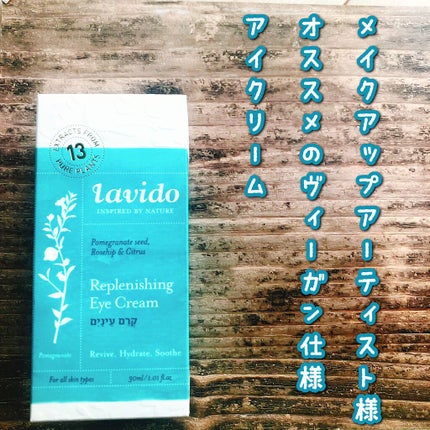 メイクアップアーティスト様
オススメのヴィーガン仕様
アイクリーム
EXTRACTS FROM
13
PURE PLANTS
lavido
INSPIRED BY NATURE
Pomegranate seed,
Rosehip & Citrus
Replenishing
Eye Cream
קרם עיניים
Pomegranate
Revive, Hydrate, Soothe
For all skin types
30ml/1.01 fl.oz